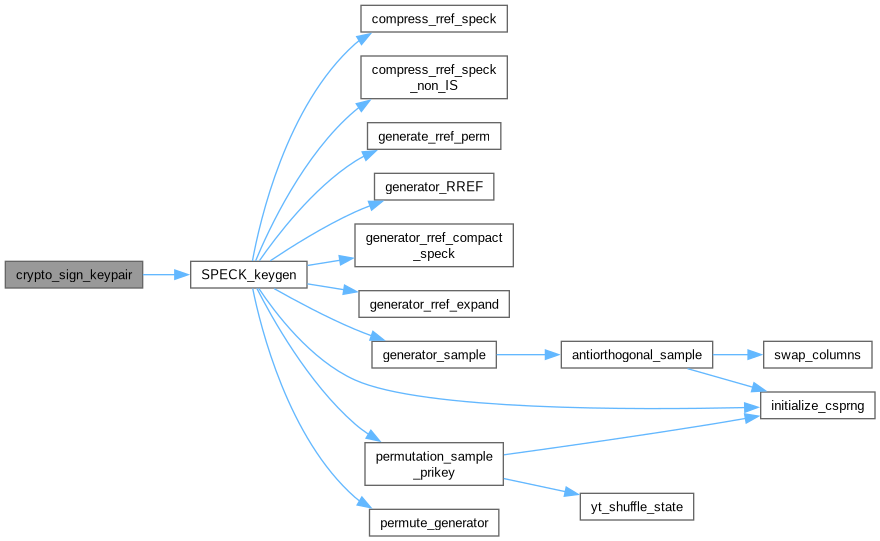 compress_rref_speck
compress_rref_speck
_non_IS
generate_rref_perm
generator_RREF
generator_rref_compact
_speck
crypto_sign_keypair
SPECK_keygen
generator_rref_expand
generator_sample
antiorthogonal_sample
swap_columns
initialize_csprng
permutation_sample
_prikey
yt_shuffle_state
permute_generator